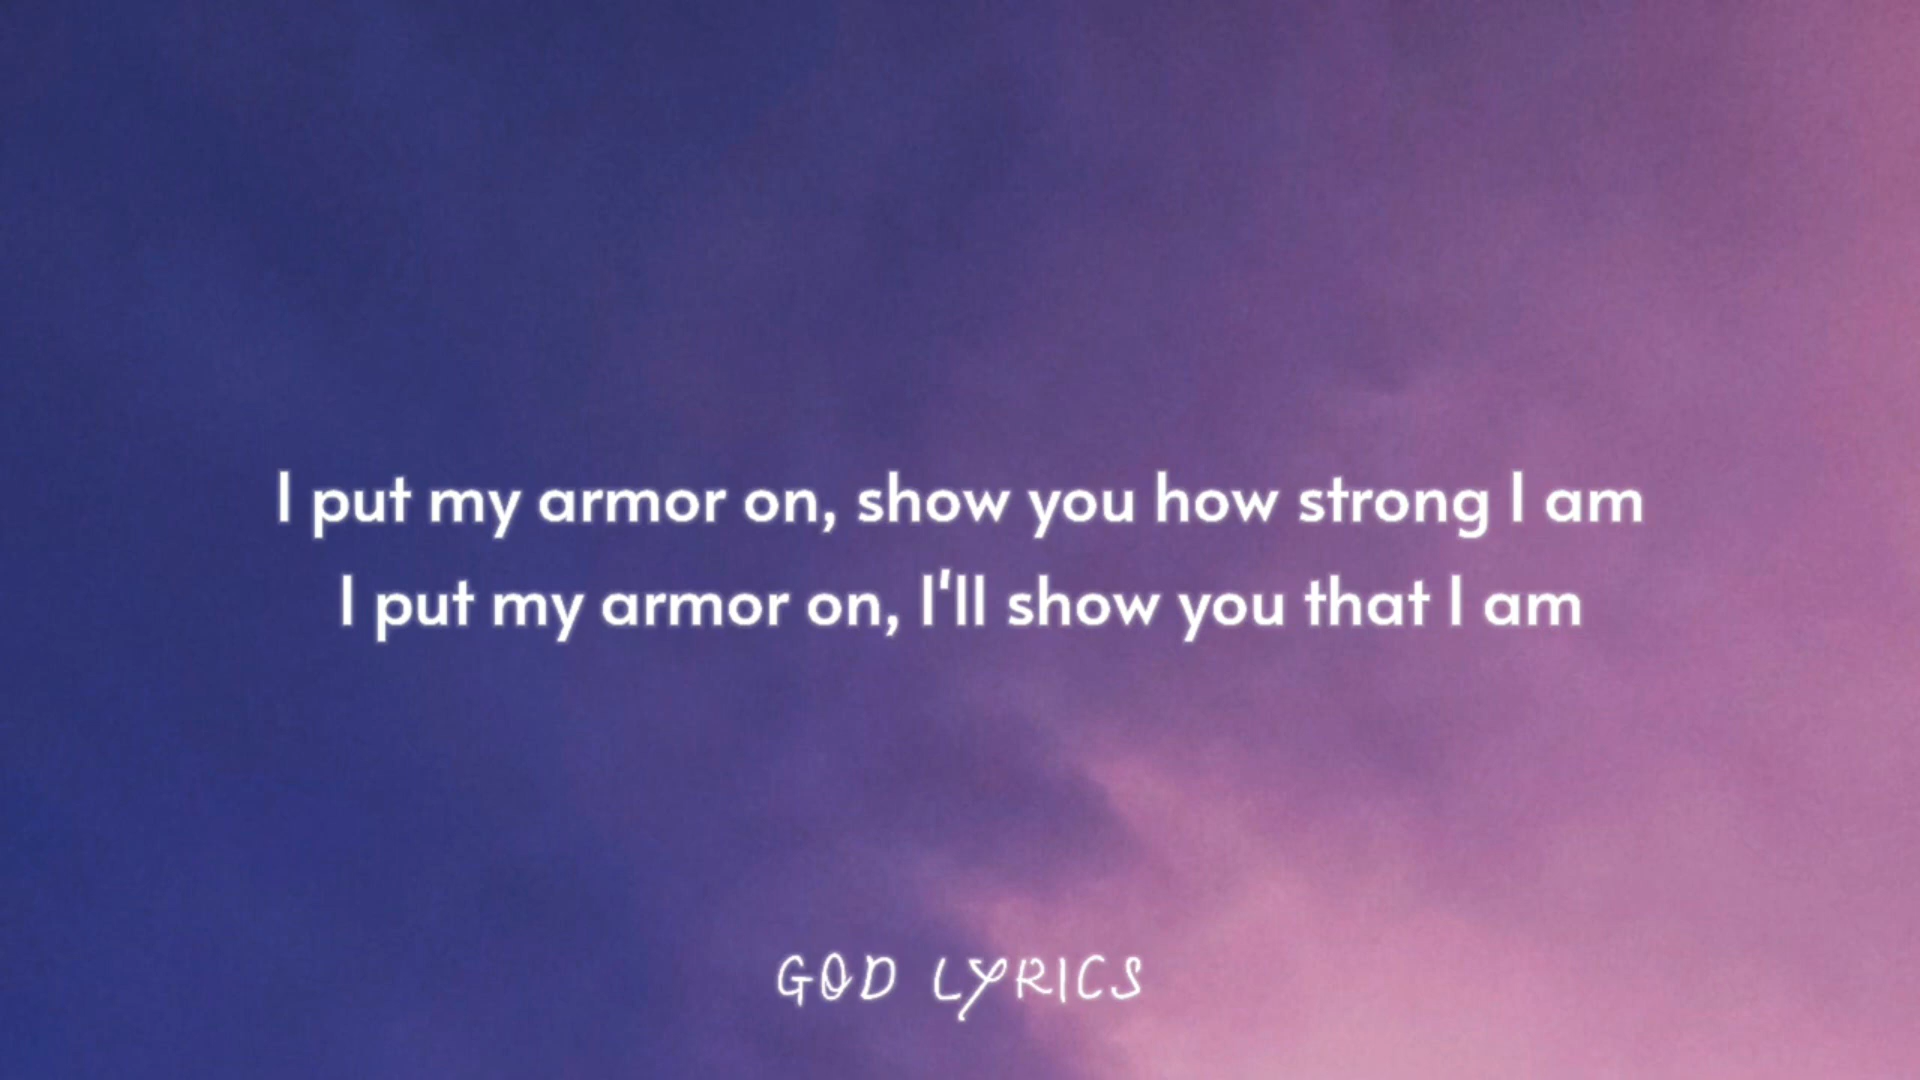 I put my armor on, show you how strong I am
I put my armor on, I'll show you that I am
GOD LYRICS